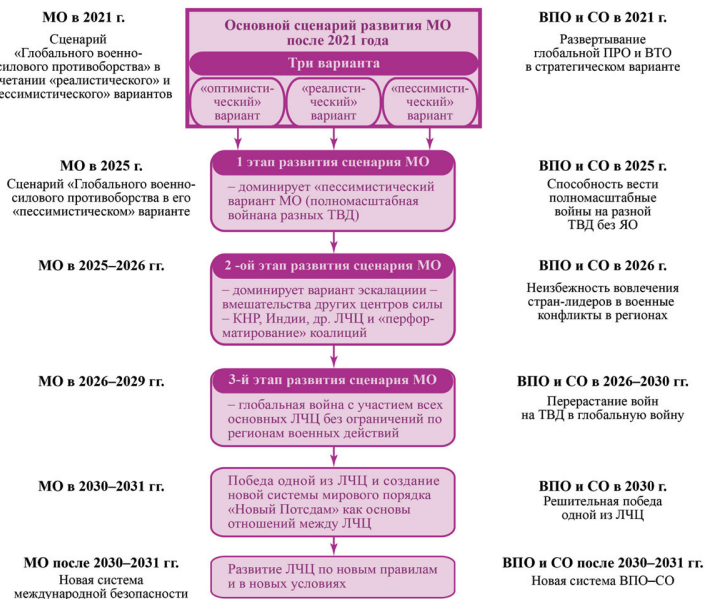 МО в 2021 г.
Сценарий
«Глобального военно-
силового противоборства» в
четании «реалистического» и
ессимистического» вариантов
Основной сценарий развития МО
после 2021 года
Три варианта
«оптимисти-
ческий»
вариант
«реалисти-
ческий»
вариант
«пессимисти-
ческий»
вариант
ВПО и СО в 2021 г.
Развертывание
глобальной ПРО и ВТО
в стратегическом варианте
МО в 2025 г.
Сценарий «Глобального военно-
силового противоборства в его
«пессимистическом» варианте
1 этап развития сценария МО
– доминирует «пессимистический
вариант МО (полномасштабная
войнана разных ТВД)
ВПО и СО в 2025 г.
Способность вести
полномасштабные
войны на разной
ТВД без ЯО
МО в 2025–2026 гг.
2 -ой этап развития сценария МО
– доминирует вариант эскалациии –
вмешательства других центров силы
– КНР, Индии, др. ЛЧЦ и «перфор-
матирование» коалиций
ВПО и СО в 2026 г.
Неизбежность вовлечения
стран-лидеров в военные
конфликты в регионах
МО в 2026–2029 гг.
3-й этап развития сценария МО
– глобальная война с участием всех
основных ЛЧЦ без ограничений по
регионам военных действий
ВПО и СО в 2026–2030 гг.
Перерастание войн
на ТВД в глобальную войну
МО в 2030–2031 гг.
Победа одной из ЛЧЦ и создание
новой системы мирового порядка
«Новый Потсдам» как основы
отношений между ЛЧЦ
ВПО и СО в 2030 г.
Решительная победа
одной из ЛЧЦ
МО после 2030–2031 гг.
Новая система
международной безопасности
Развитие ЛЧЦ по новым правилам
и в новых условиях
ВПО и СО после 2030–2031 гг.
Новая система ВПО–СО